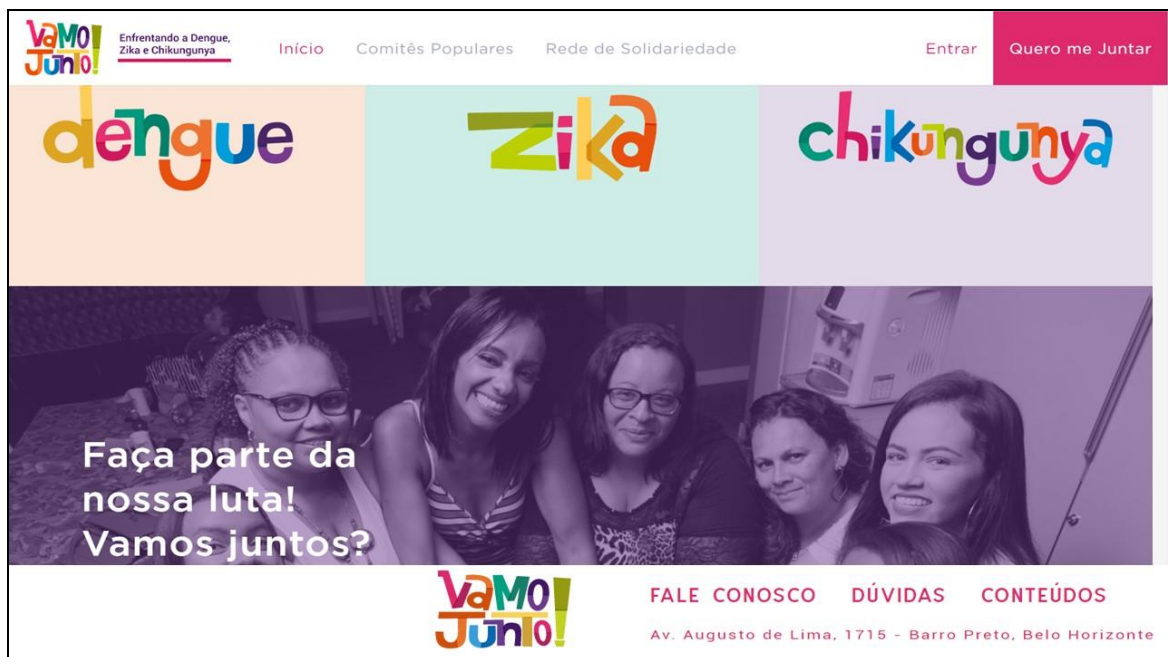 VaMO JunTO!
Enfrentando a Dengue,
Zika e Chikungunya
Início
Comitês Populares
Rede de Solidariedade
Entrar
Quero me Juntar
dengue
zika
chikungunya
Faça parte da
nossa luta!
Vamos juntos?
VaMO JunTO!
FALE CONOSCO
DÚVIDAS
CONTEÚDOS
Av. Augusto de Lima, 1715 - Barro Preto, Belo Horizonte